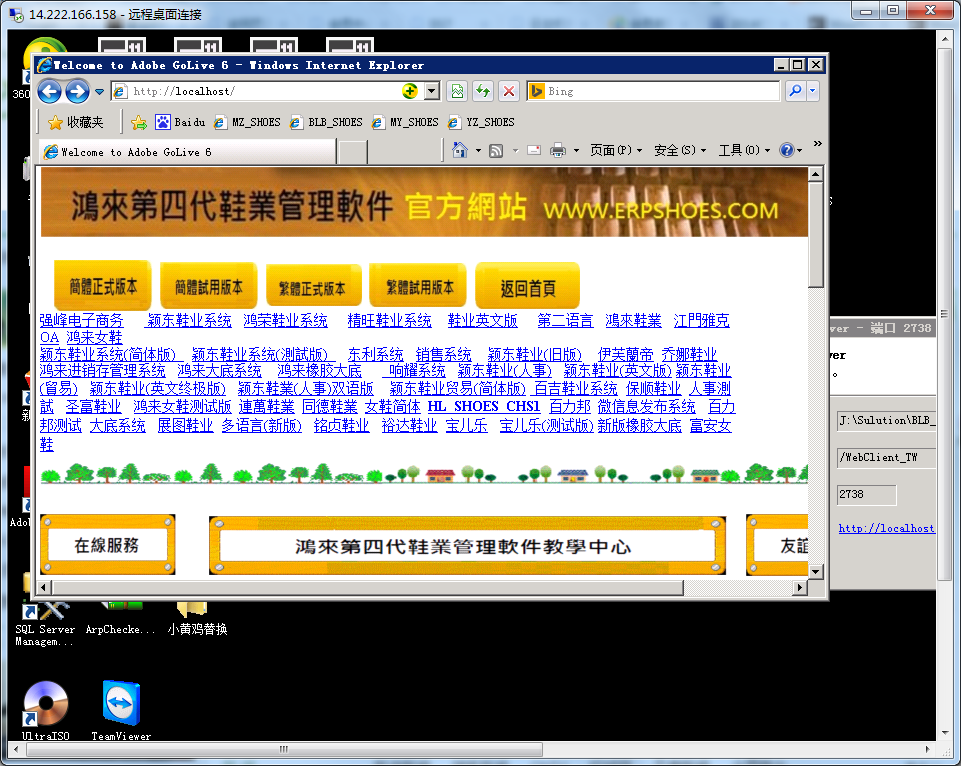 14.222.166.158 - 远程桌面连接
Welcome to Adobe GoLive 6 - Windows Internet Explorer
http://localhost/
Bing
收藏夹
Baidu MZ_SHOES BLB_SHOES MY_SHOES YZ_SHOES
Welcome to Adobe GoLive 6
页面(P) 安全(S) 工具(O)
鴻來第四代鞋業管理軟件 官方網站 WWW.ERPSHOES.COM
簡體正式版本 簡體試用版本 繁體正式版本 繁體試用版本 返回首頁
强峰电子商务 颖东鞋业系统 鸿荣鞋业系统 精旺鞋业系统 鞋业英文版 第二语言 鴻來鞋業 江門雅克
OA 鸿来女鞋
颖东鞋业系统(简体版) 颖东鞋业系统(測試版) 东利系统 销售系统 颖东鞋业(旧版) 伊芙蘭帝 乔娜鞋业
鸿来进销存管理系统 鸿来大底系统 鸿来橡胶大底 响耀系统 颖东鞋业(人事) 颖东鞋业(英文版) 颖东鞋业
(貿易) 颖东鞋业(英文终极版) 颖东鞋業(人事)双语版 颖东鞋业贸易(简体版) 百吉鞋业系统 保顺鞋业 人事測
試 圣富鞋业 鸿来女鞋测试版 連萬鞋業 同德鞋業 女鞋简体 HL_SHOES_CHS1 百力邦 微信息发布系统 百力
邦测试 大底系统 展图鞋业 多语言(新版) 铭贞鞋业 裕达鞋业 宝儿乐 宝儿乐(测试版) 新版橡胶大底 富安女
鞋
在線服務 鴻來第四代鞋業管理軟件教學中心 友誼
ver - 端口 2738
ver
J:\Sulution\BLB_
/WebClient_TW
2738
http://localhost
SQL Server
Managem...
ArpChecke...
小黄鸡替换
UltraISO
TeamViewer